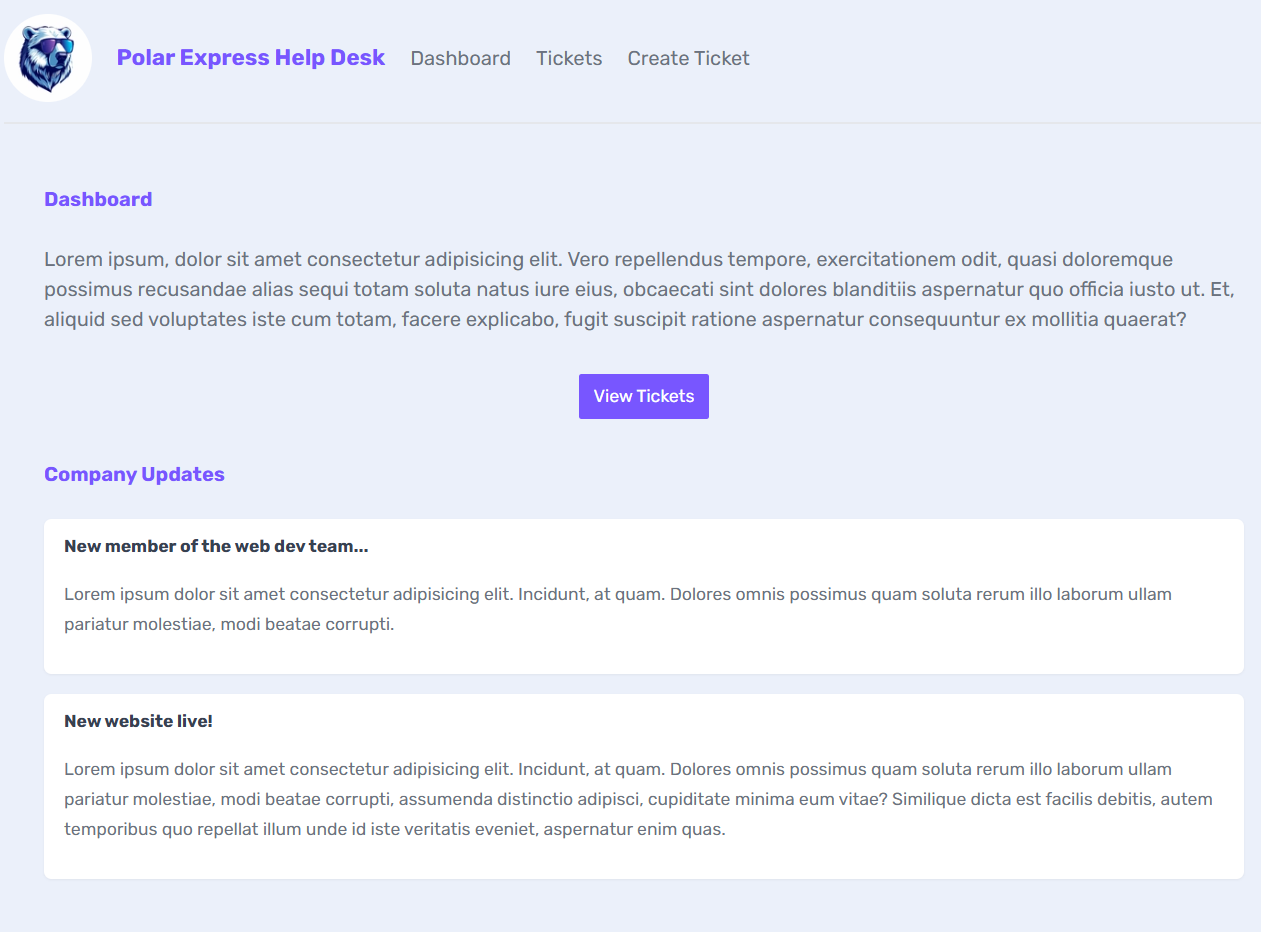 Polar Express Help Desk Dashboard Tickets Create Ticket
Dashboard
Lorem ipsum, dolor sit amet consectetur adipisicing elit. Vero repellendus tempore, exercitationem odit, quasi doloremque
possimus recusandae alias sequi totam soluta natus iure eius, obcaecati sint dolores blanditiis aspernatur quo officia iusto ut. Et,
aliquid sed voluptates iste cum totam, facere explicabo, fugit suscipit ratione aspernatur consequuntur ex mollitia quaerat?
View Tickets
Company Updates
New member of the web dev team...
Lorem ipsum dolor sit amet consectetur adipisicing elit. Incidunt, at quam. Dolores omnis possimus quam soluta rerum illo laborum ullam
pariatur molestiae, modi beatae corrupti.
New website live!
Lorem ipsum dolor sit amet consectetur adipisicing elit. Incidunt, at quam. Dolores omnis possimus quam soluta rerum illo laborum ullam
pariatur molestiae, modi beatae corrupti, assumenda distinctio adipisci, cupiditate minima eum vitae? Similique dicta est facilis debitis, autem
temporibus quo repellat illum unde id iste veritatis eveniet, aspernatur enim quas.